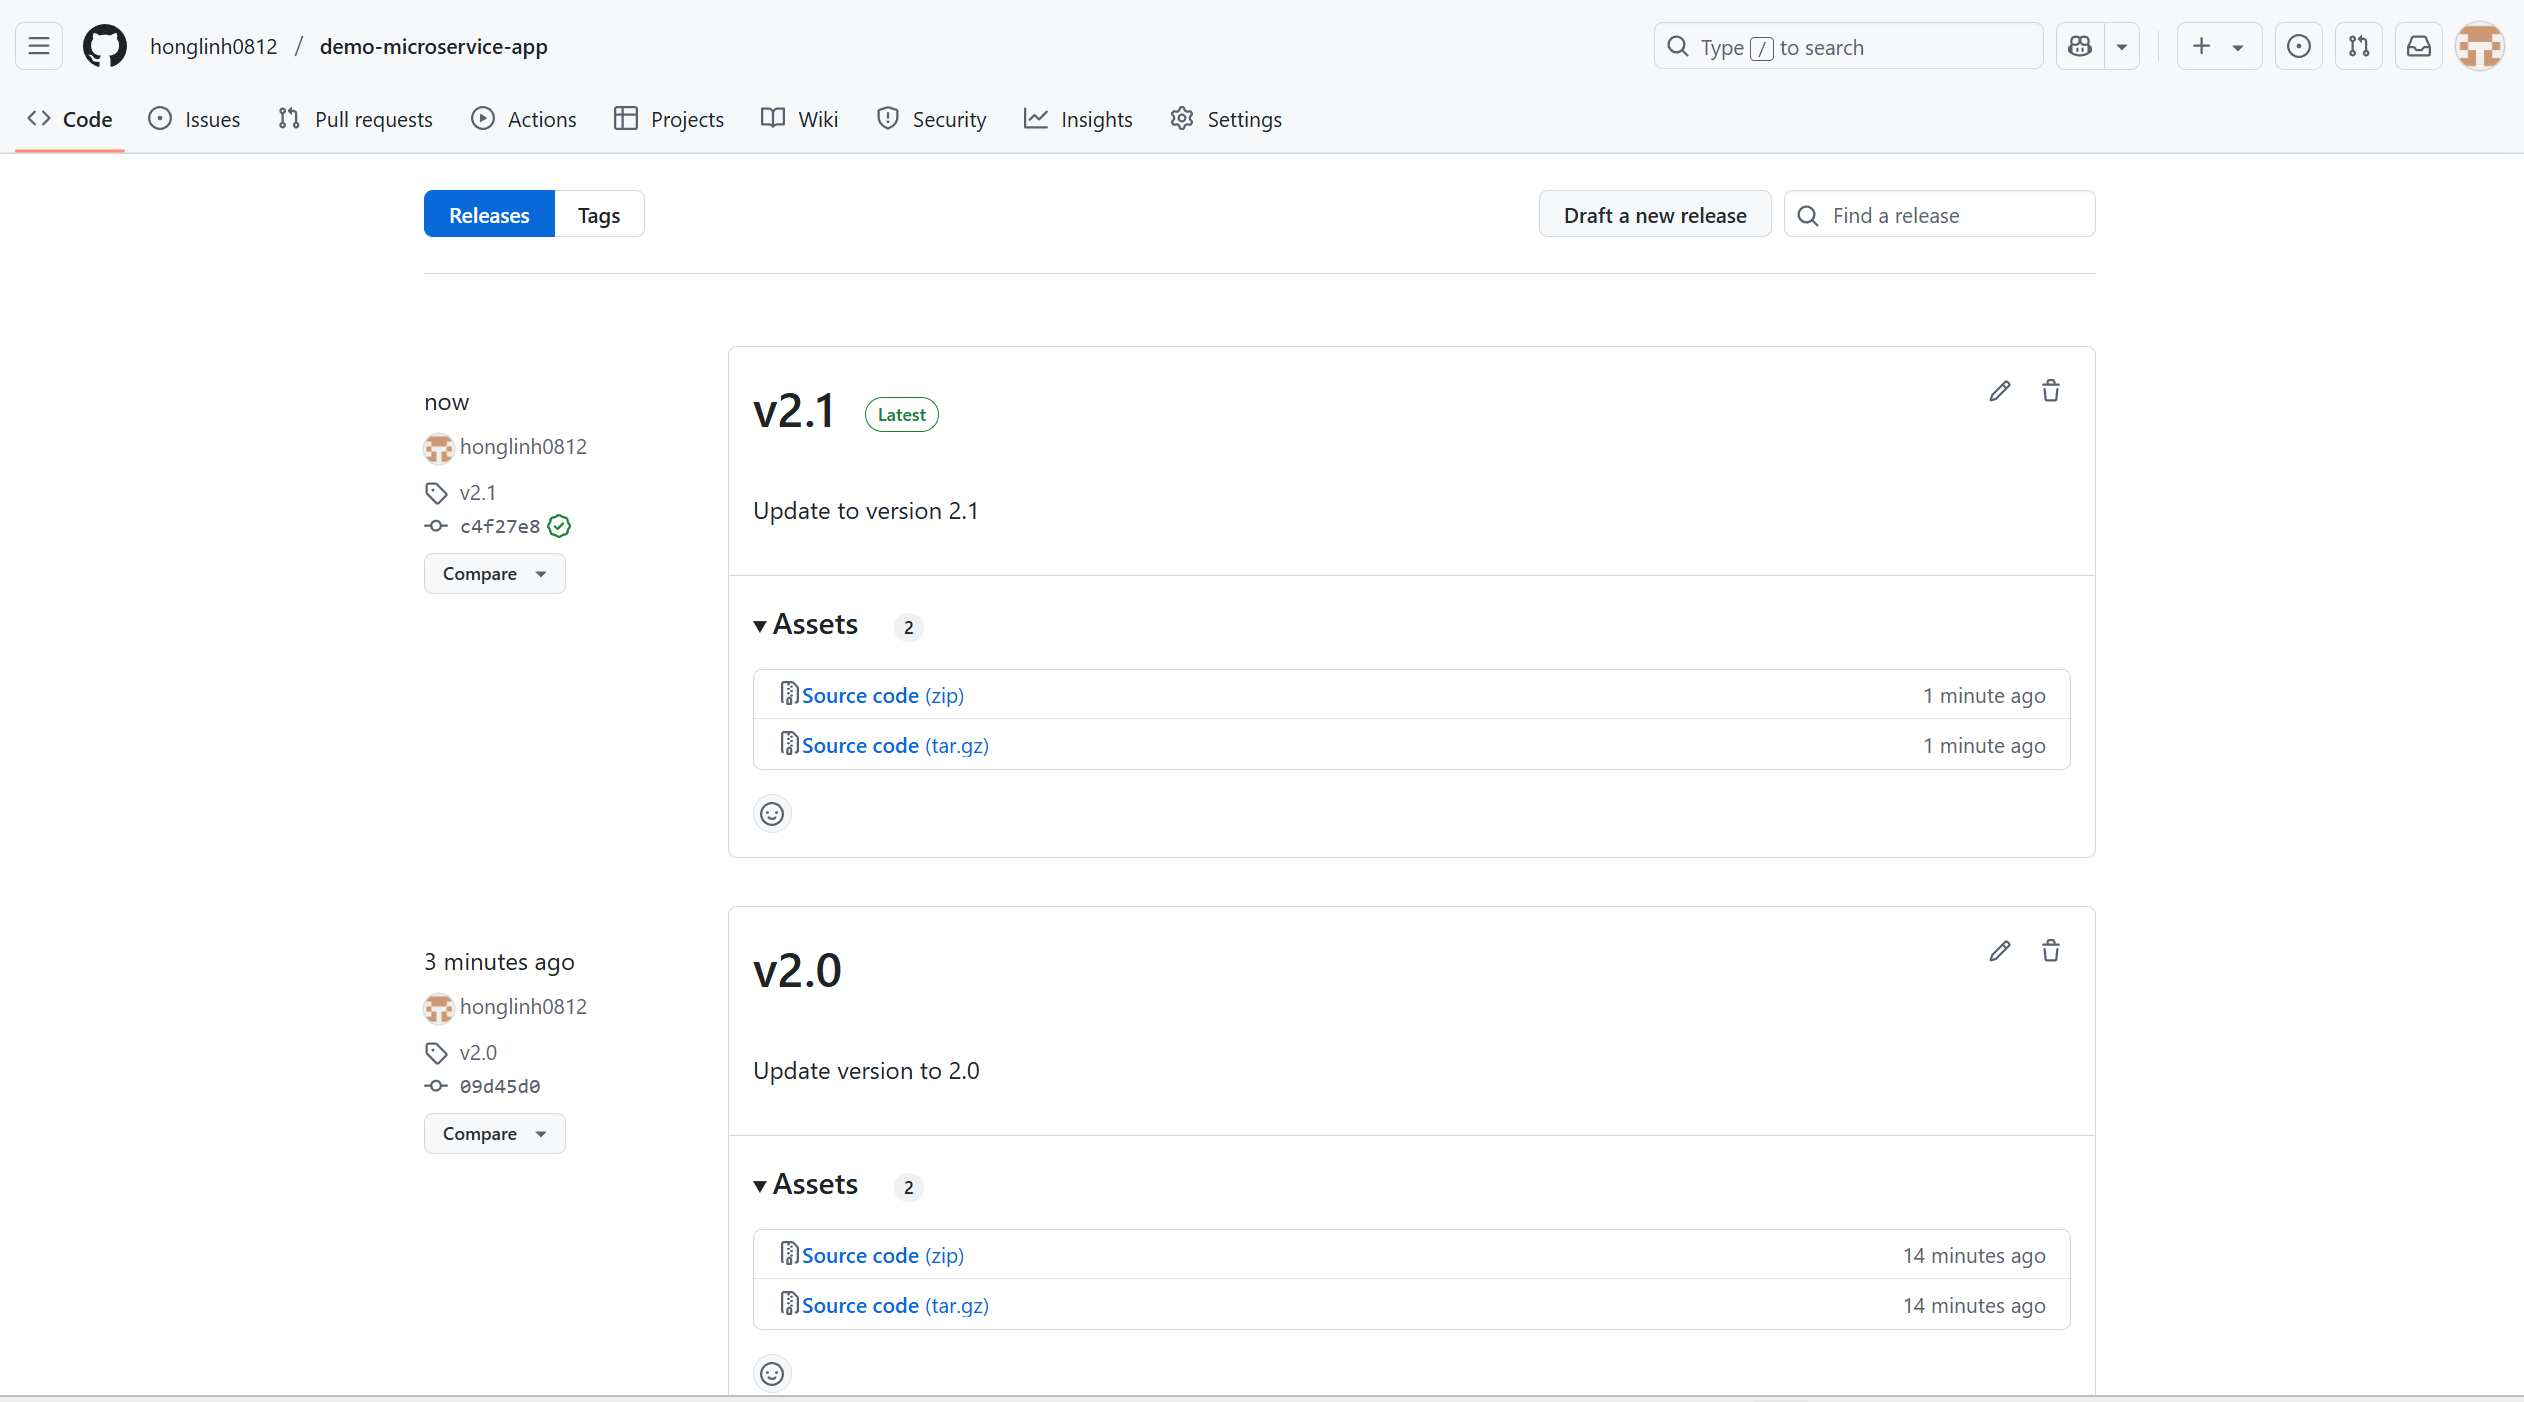 honglinh0812 / demo-microservice-app
Type / to search
Code Issues Pull requests Actions Projects Wiki Security Insights Settings
Releases Tags
Draft a new release Find a release
now
honglinh0812
v2.1
c4f27e8
Compare
v2.1 Latest
Update to version 2.1
Assets 2
Source code (zip) 1 minute ago
Source code (tar.gz) 1 minute ago
3 minutes ago
honglinh0812
v2.0
09d45d0
Compare
v2.0
Update version to 2.0
Assets 2
Source code (zip) 14 minutes ago
Source code (tar.gz) 14 minutes ago